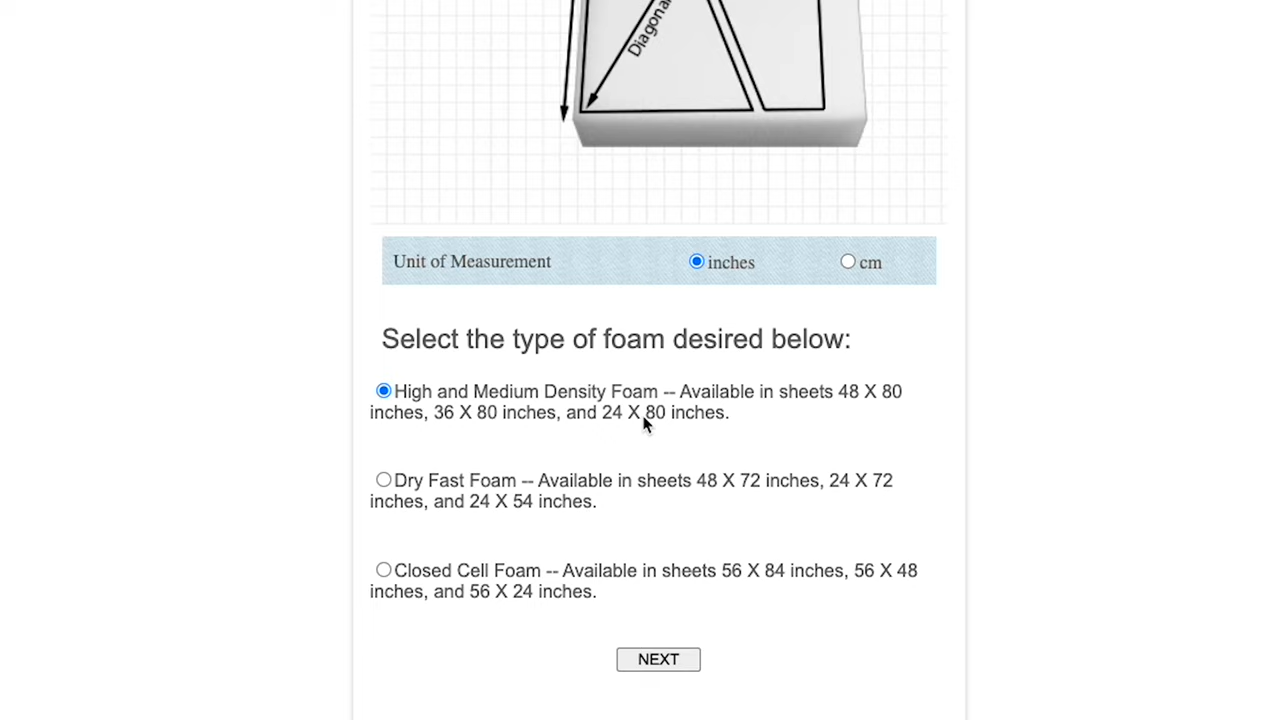 Diagonal
Unit of Measurement inches cm
Select the type of foam desired below:
High and Medium Density Foam -- Available in sheets 48 X 80
inches, 36 X 80 inches, and 24 X 80 inches.
Dry Fast Foam -- Available in sheets 48 X 72 inches, 24 X 72
inches, and 24 X 54 inches.
Closed Cell Foam -- Available in sheets 56 X 84 inches, 56 X 48
inches, and 56 X 24 inches.
NEXT